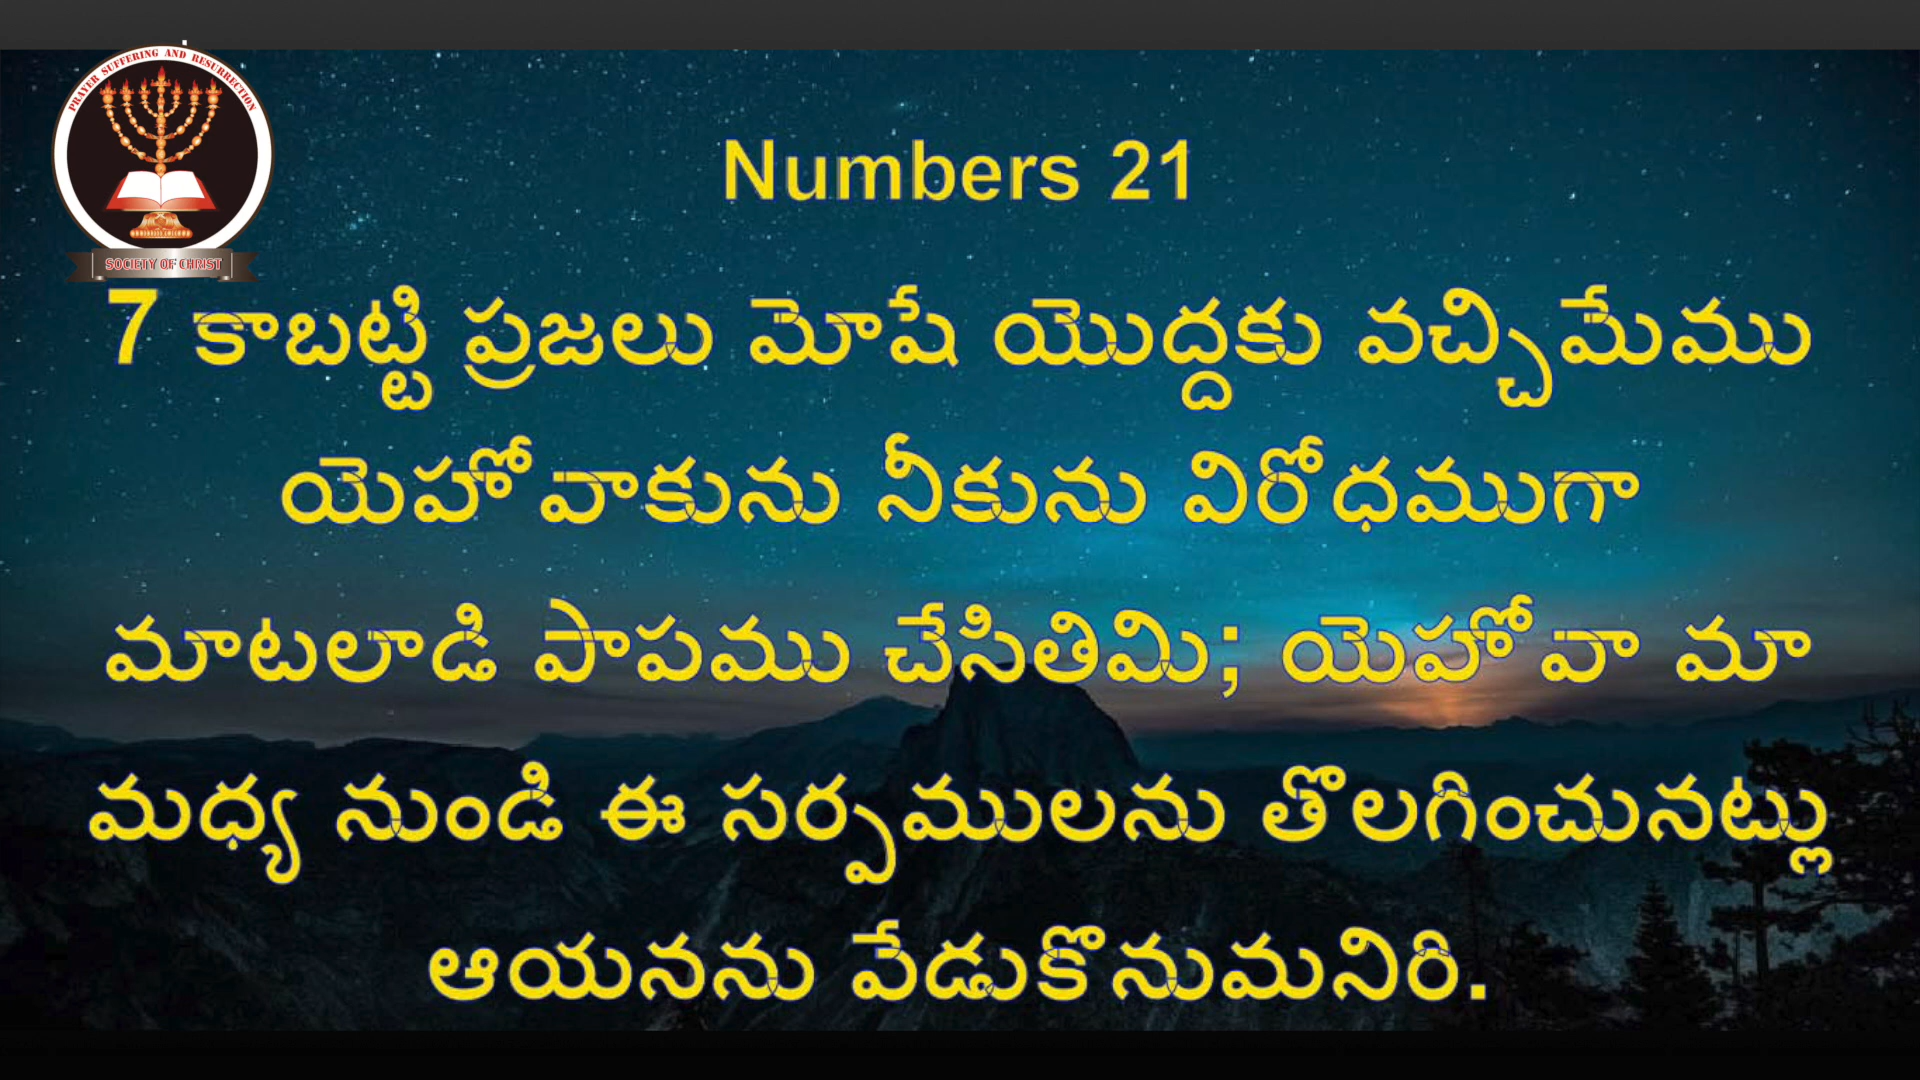 PRAYER SUFFERING AND RESURRECTION
SOCIETY OF CHRIST
Numbers 21
7 కాబట్టి ప్రజలు మోషే యొద్దకు వచ్చిమేము
యెహోవాకును నీకును విరోధముగా
మాటలాడి పాపము చేసితిమి; యెహోవా మా
మధ్య నుండి ఈ సర్పములను తొలగించునట్లు
ఆయనను పేడుకొనుమనిరి.